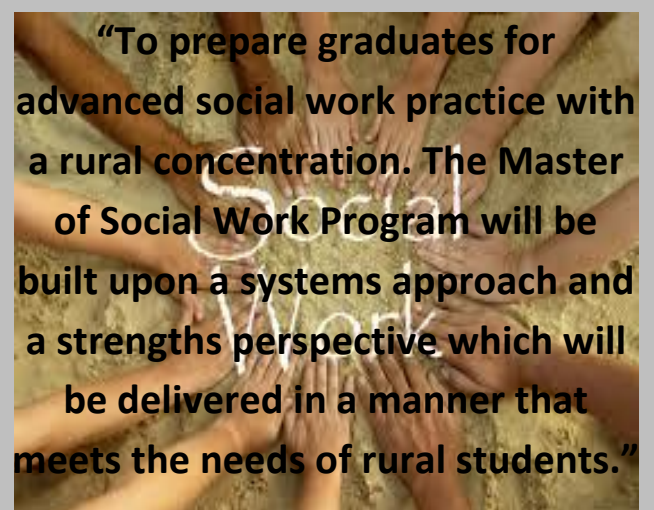 “To prepare graduates for
advanced social work practice with
a rural concentration. The Master
of Social Work Program will be
built upon a systems approach and
a strengths perspective which will
be delivered in a manner that
meets the needs of rural students.”
Social
Work